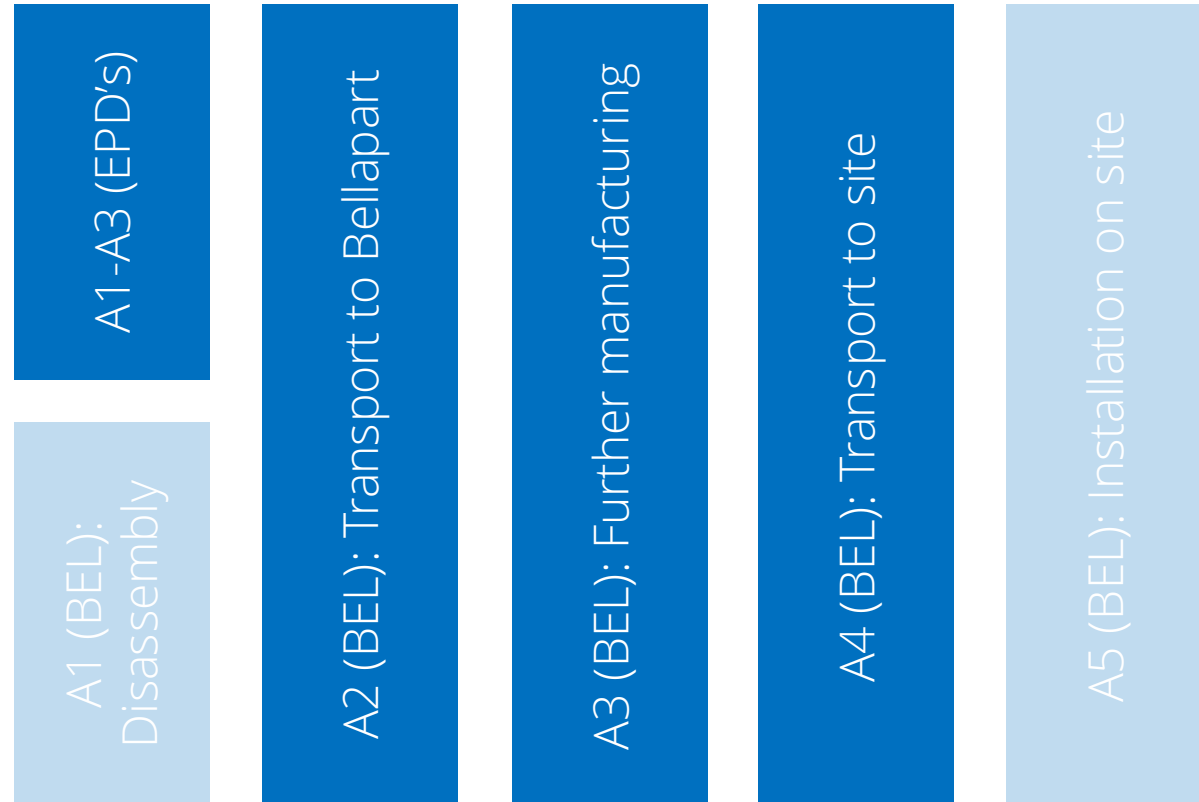 A1-A3 (EPD’s)
A1 (BEL):
Disassembly
A2 (BEL): Transport to Bellapart
A3 (BEL): Further manufacturing
A4 (BEL): Transport to site
A5 (BEL): Installation on site